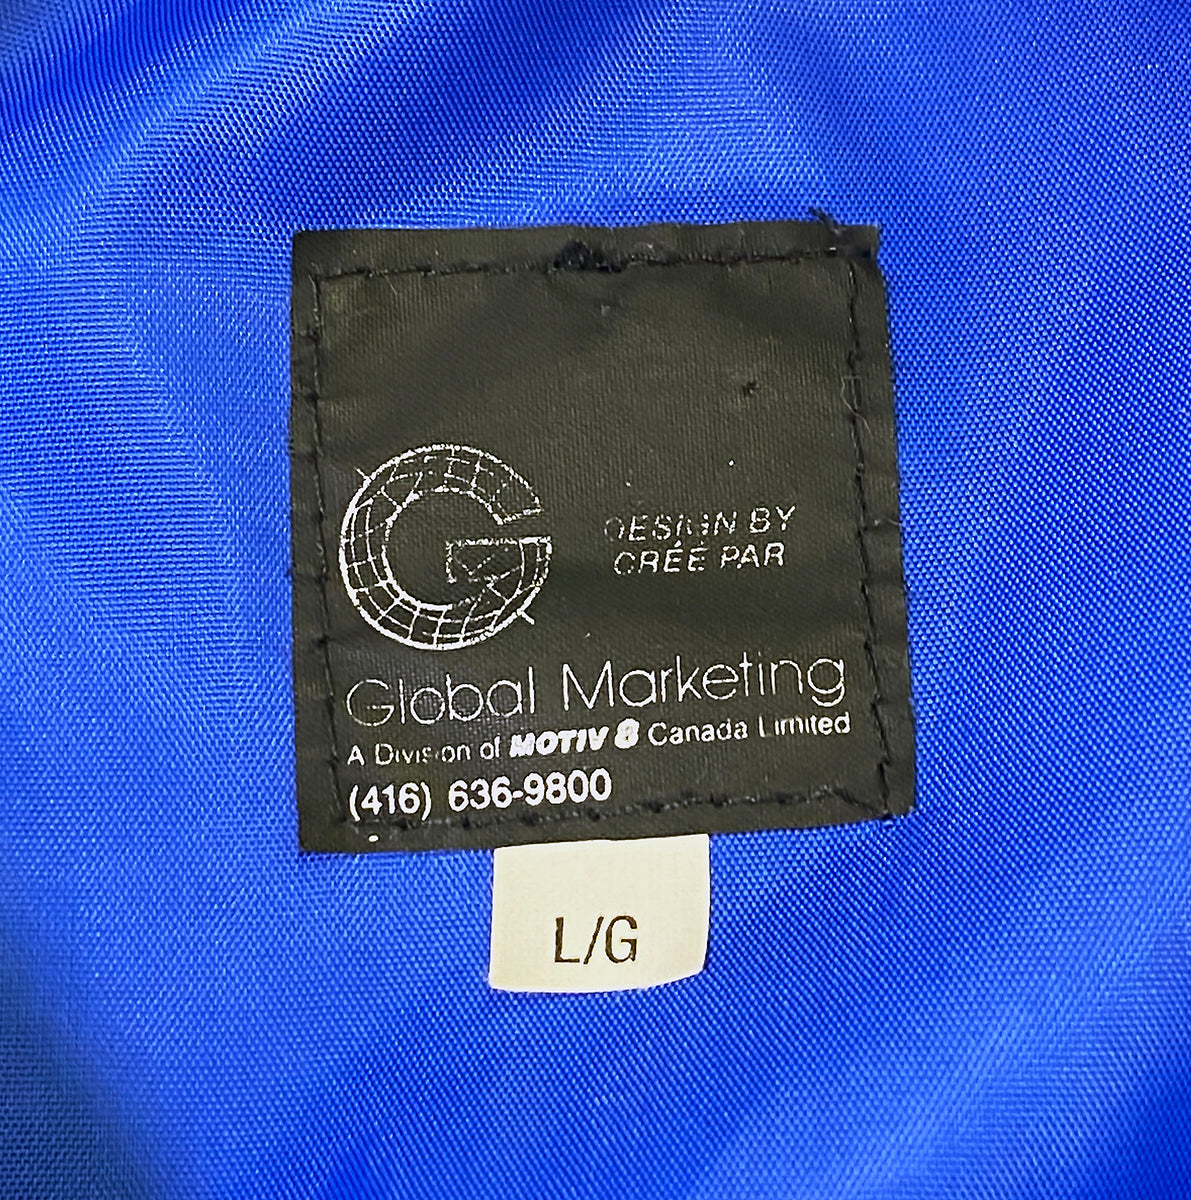 DESIGN BY
CRÉE PAR
Global Marketing
A Division of MOTIV 8 Canada Limited
(416) 636-9800
L/G